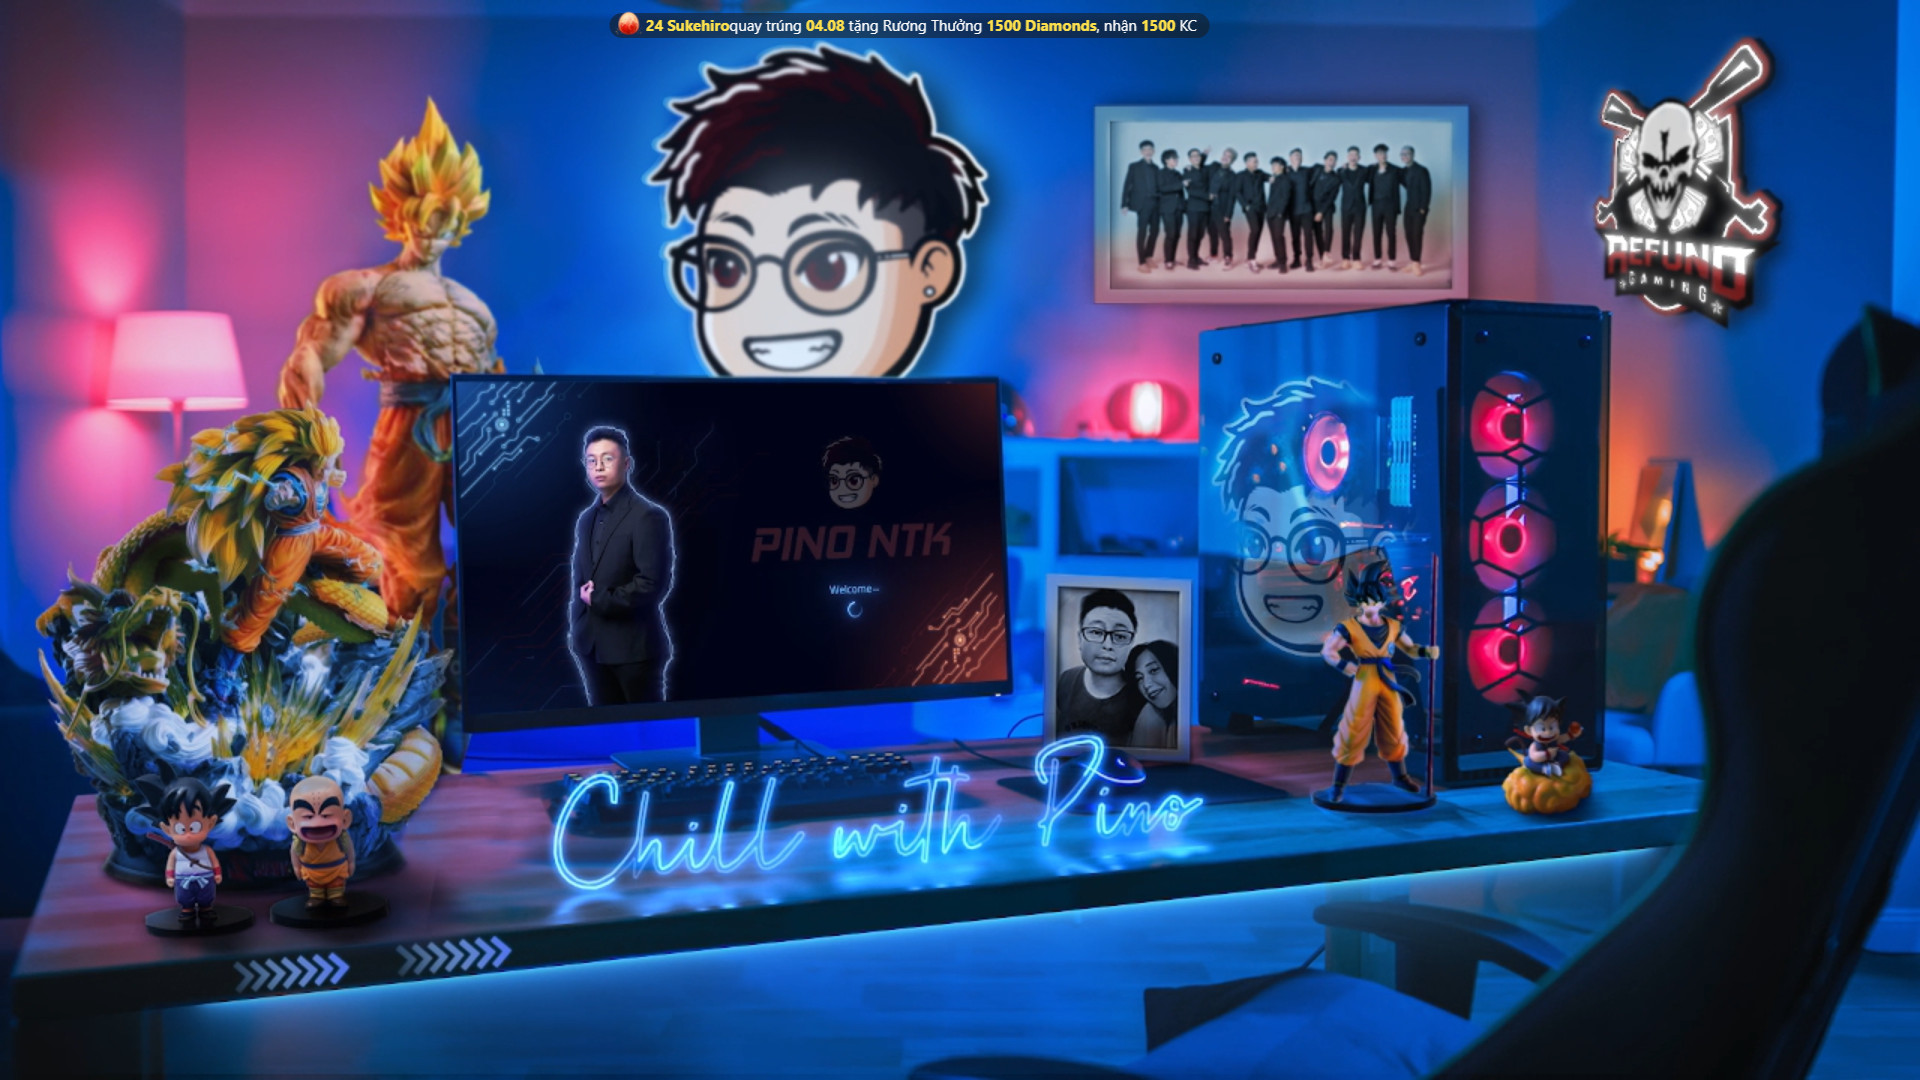 24 Sukehiroquay trúng 04.08 tặng Rương Thưởng 1500 Diamonds, nhận 1500 KC
REFUND
GAMING
PINO NTK
Welcome
Chill with Pino